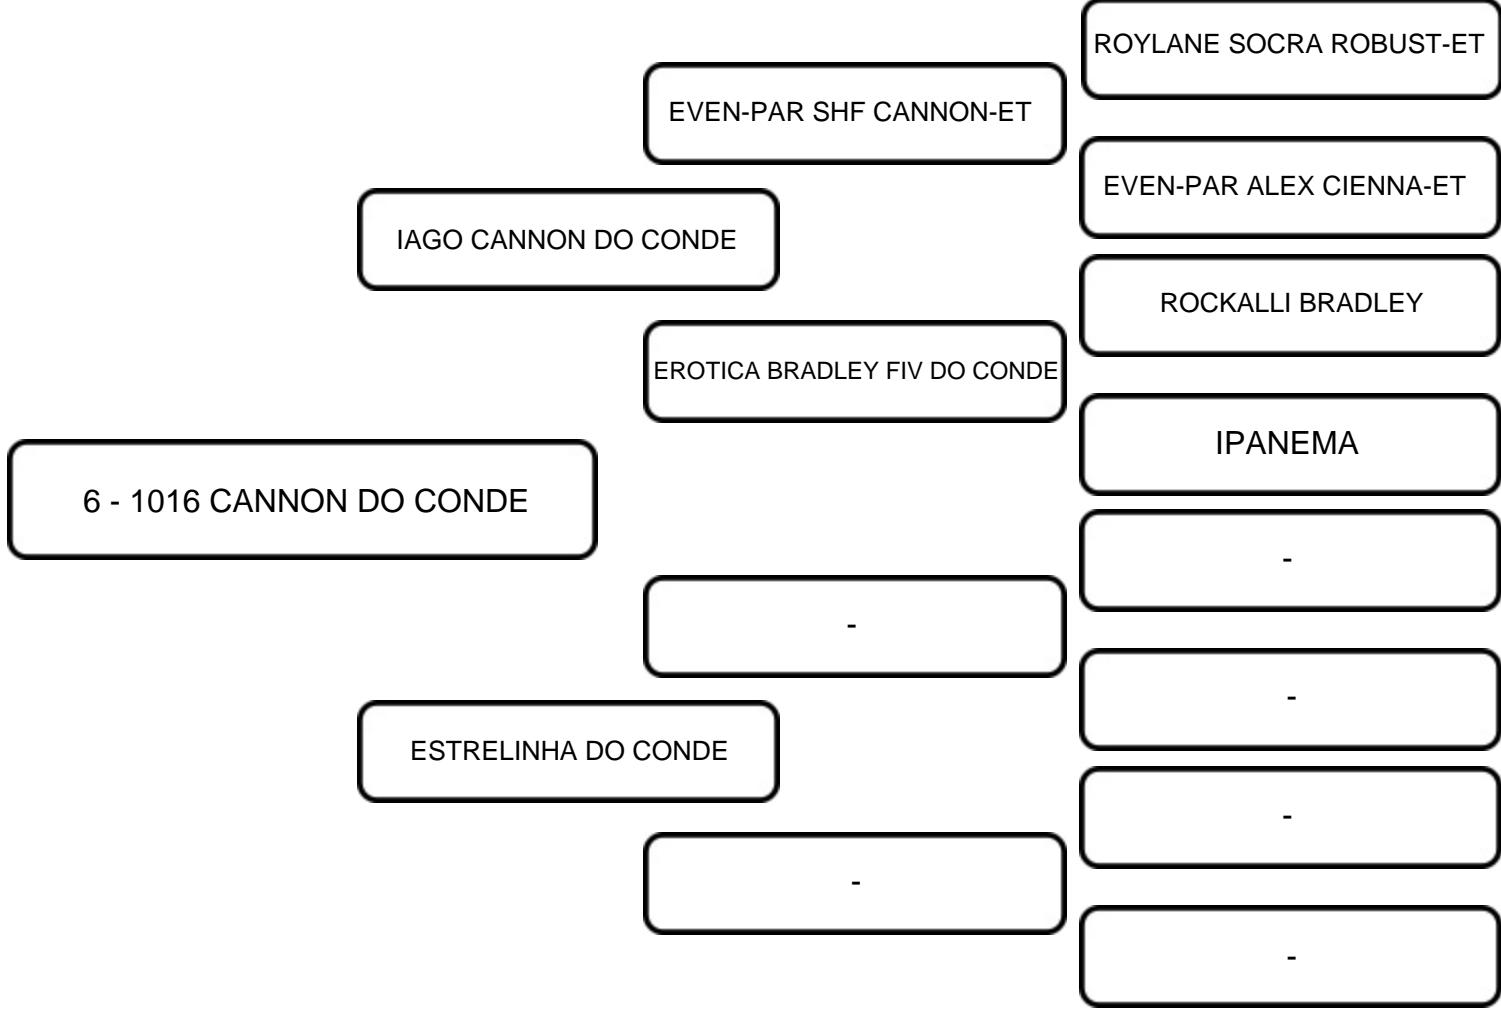 ROYLANE SOCRA ROBUST-ET
EVEN-PAR SHF CANNON-ET
EVEN-PAR ALEX CIENNA-ET
IAGO CANNON DO CONDE
ROCKALLI BRADLEY
EROTICA BRADLEY FIV DO CONDE
IPANEMA
6 - 1016 CANNON DO CONDE
-
-
-
ESTRELINHA DO CONDE
-
-
-